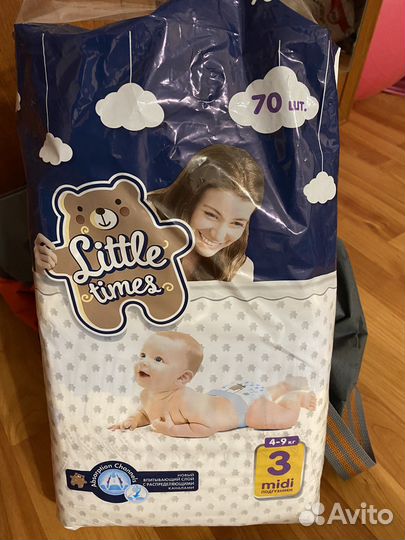 70 шт.
Little
times
Absorption Channels
НОВЫЙ
ВПИТЫВАЮЩИЙ СЛОЙ
С РАСПРЕДЕЛЯЮЩИМИ
КАНАЛАМИ
4-9 кг
3
midi
ПОДГУЗНИКИ
Avito